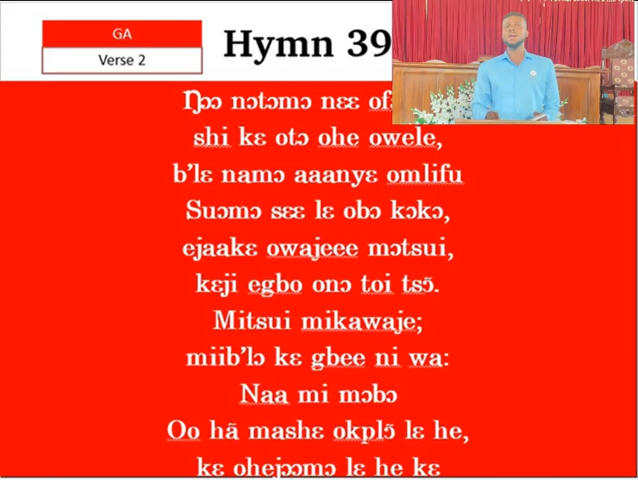 GA
Verse 2
Hymn 39
Ŋɔɔ nɔtɔmɔ nɛɛ
shi kɛ otɔ ohe owele,
b'lɛ namɔ aaanyɛ omlifu
Suɔmɔ sɛɛ lɛ obɔ kɔkɔ,
ejaakɛ owajeee mɔtsui,
kɛji egbo onɔ toi tsɔ̃.
Mitsui mikawaje;
miib'lɔ kɛ gbee ni wa:
Naa mi mɔbɔ
Oo hã mashɛ okplɔ̃ lɛ he,
kɛ ohejɔɔmɔ lɛ he kɛ